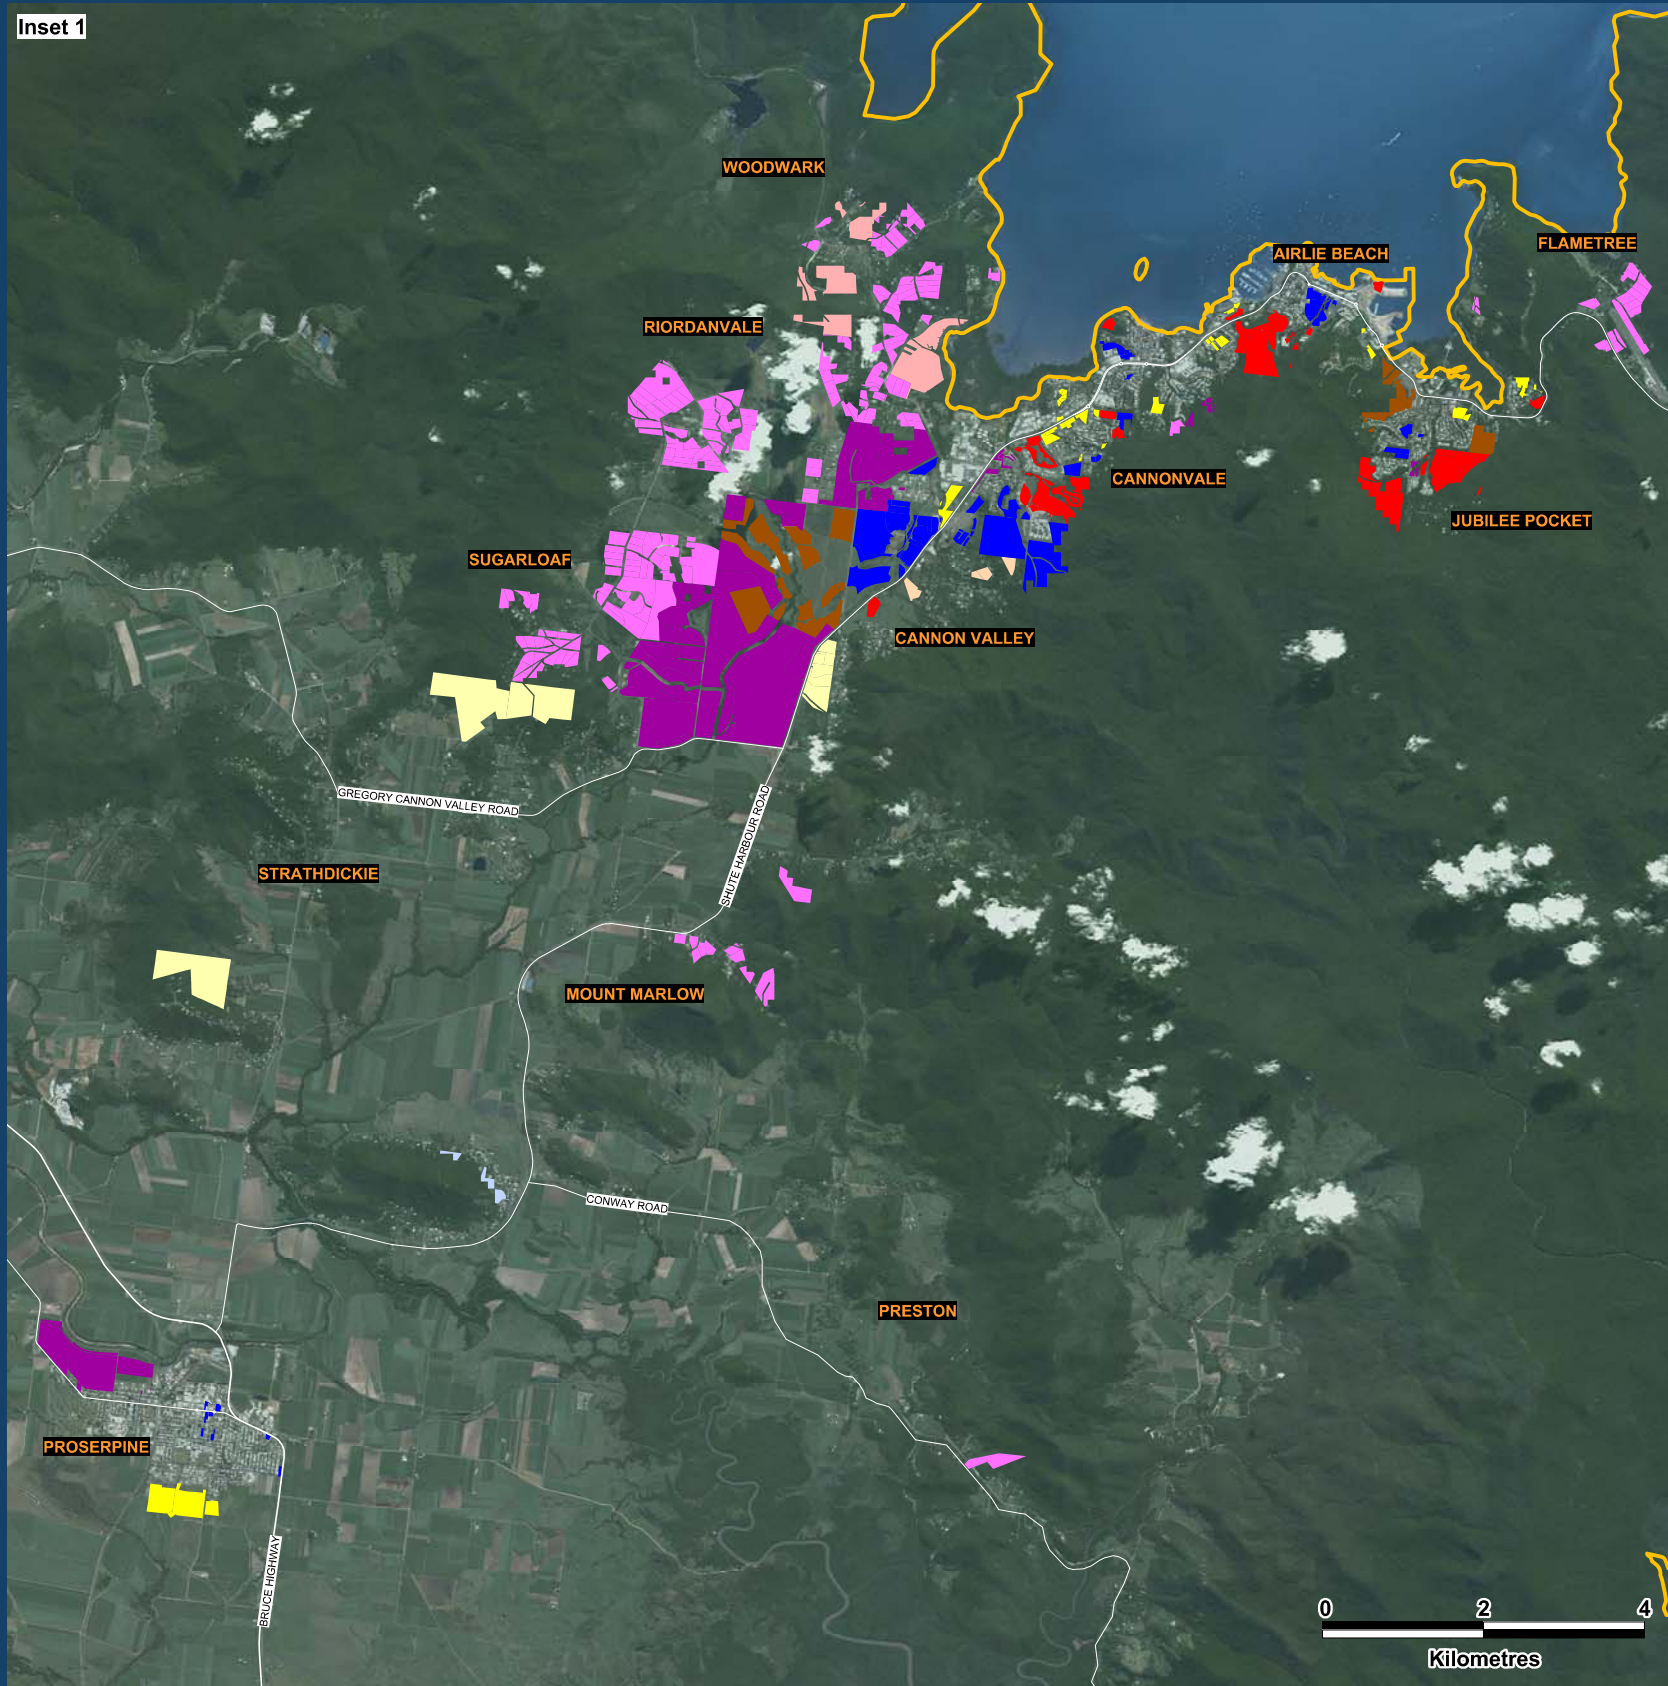 Inset 1
WOODWARK
FLAMETREE
AIRLIE BEACH
RIORDANVALE
CANNONVALE
JUBILEE POCKET
SUGARLOAF
CANNON VALLEY
GREGORY CANNON VALLEY ROAD
SHUTE HARBOUR ROAD
STRATHDICKIE
MOUNT MARLOW
CONWAY ROAD
PRESTON
PROSERPINE
BRUCE HIGHWAY
0 2 4
Kilometres